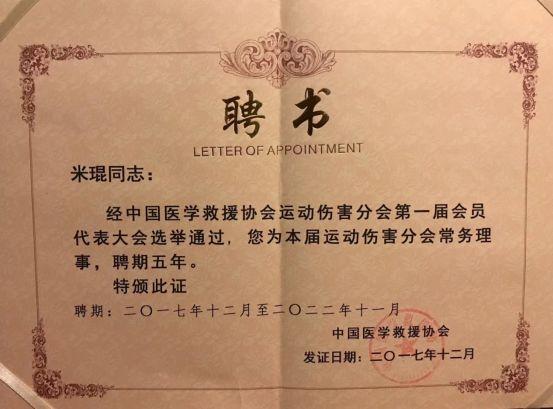 聘书
LETTER OF APPOINTMENT
米琨同志：
经中国医学救援协会运动伤害分会第一届会员
代表大会选举通过，您为本届运动伤害分会常务理
事，聘期五年。
特颁此证
聘期：二〇一七年十二月至二〇二二年十一月
中国医学救援协会
发证日期：二〇一七年十二月